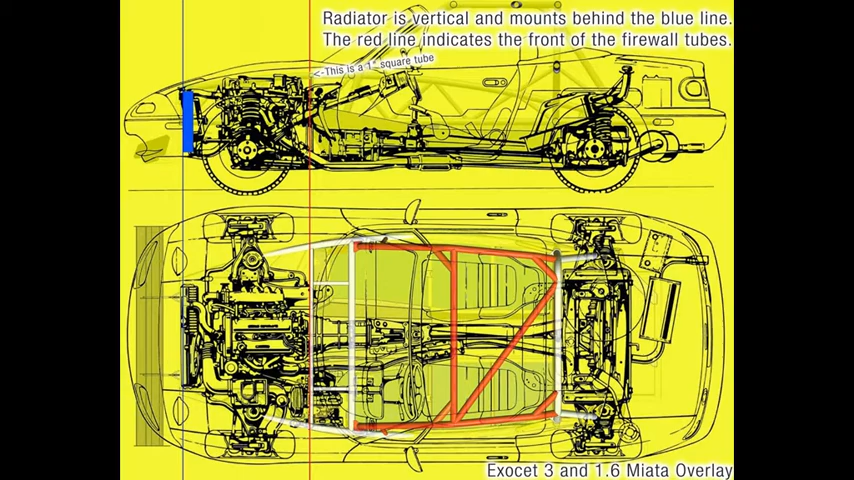 Radiator is vertical and mounts behind the blue line.
The red line indicates the front of the firewall tubes.
<-This is a 1" square tube
Exocet 3 and 1.6 Miata Overlay